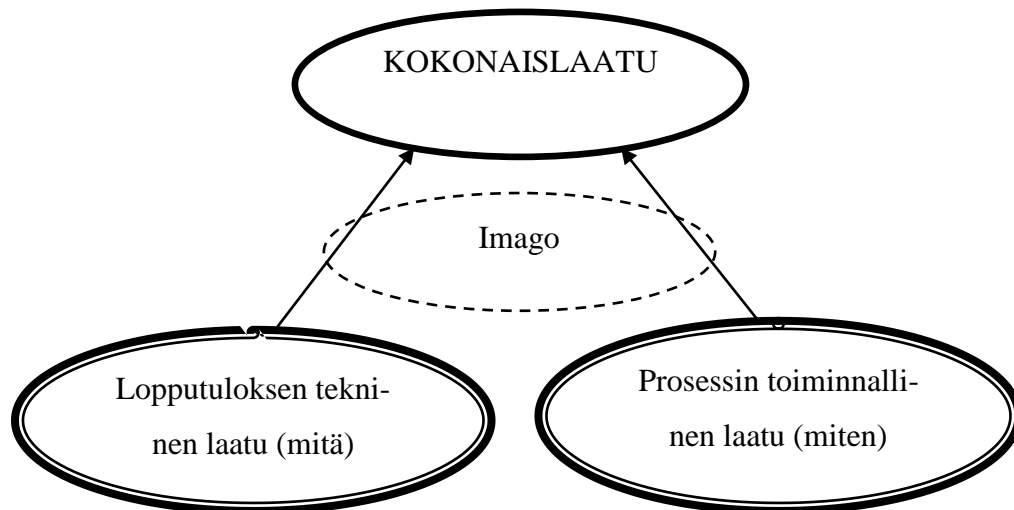 KOKONAISLAATU
Imago
Lopputuloksen tekni-
nen laatu (mitä)
Prosessin toiminnalli-
nen laatu (miten)